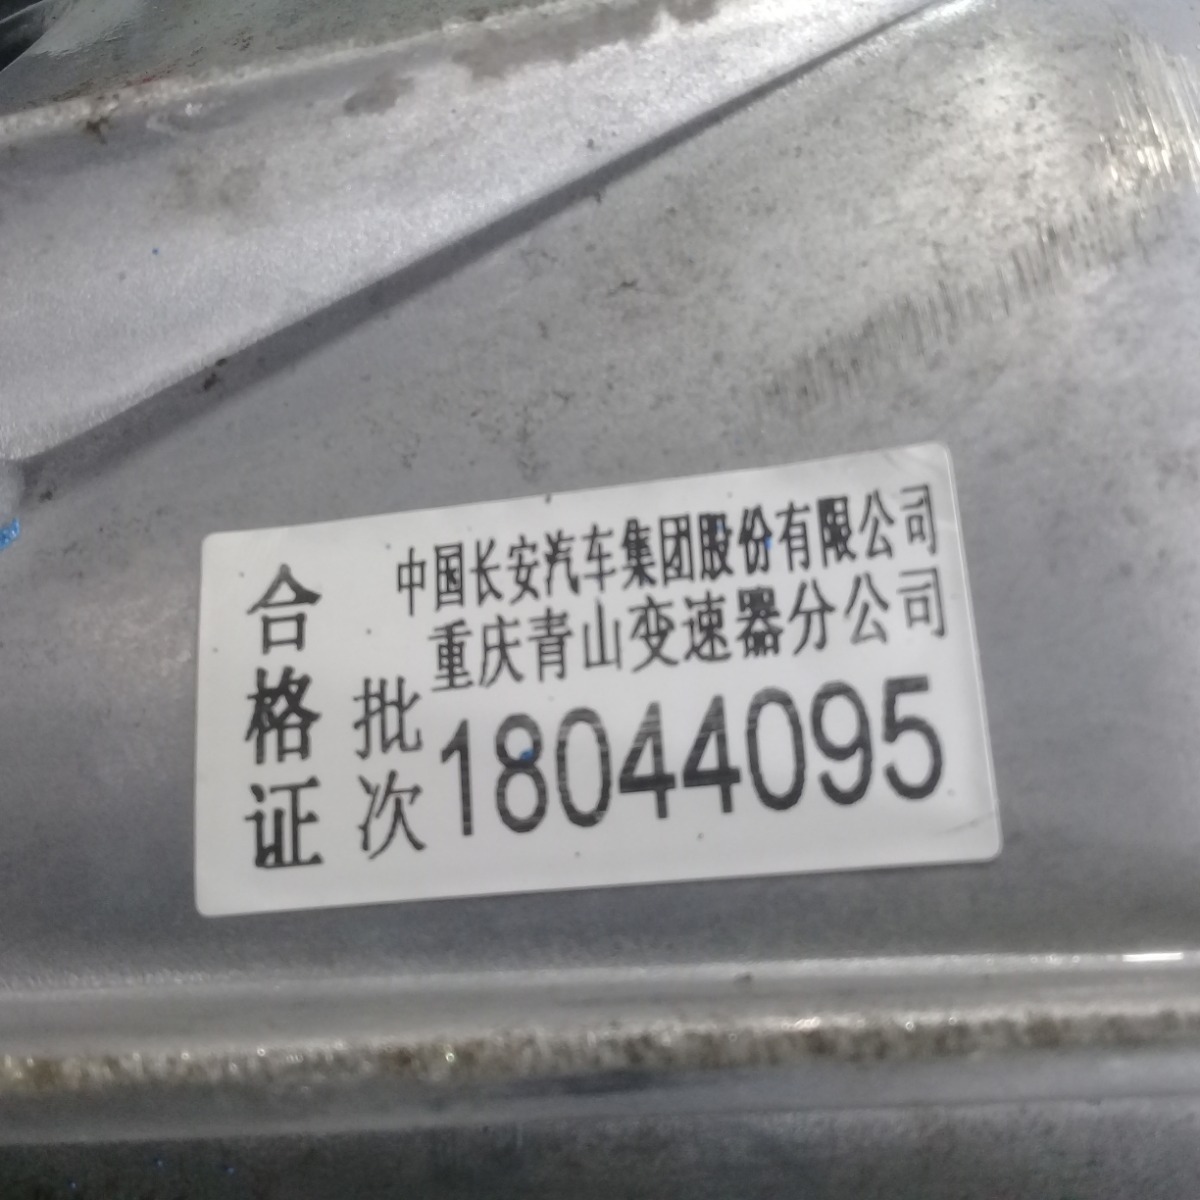 合格证
中国长安汽车集团股份有限公司
重庆青山变速器分公司
批次 18044095